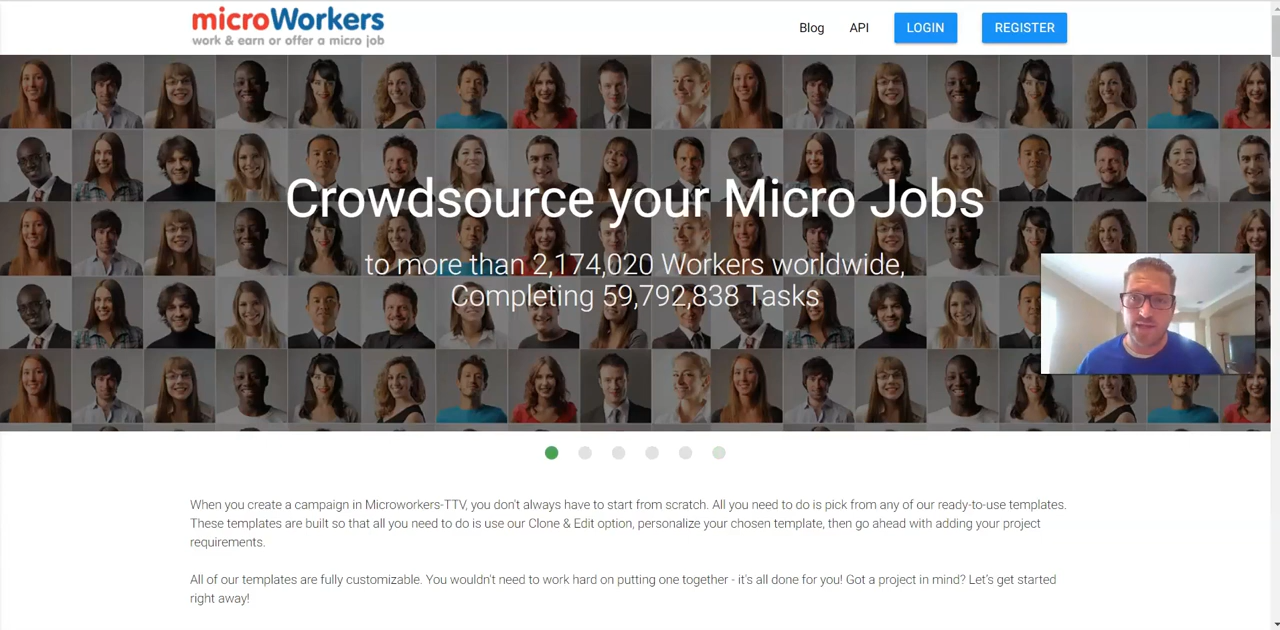 microWorkers
work & earn or offer a micro job
Blog
API
LOGIN
REGISTER
Crowdsource your Micro Jobs
to more than 2,174,020 Workers worldwide,
Completing 59,792,838 Tasks
When you create a campaign in Microworkers-TTV, you don't always have to start from scratch. All you need to do is pick from any of our ready-to-use templates.
These templates are built so that all you need to do is use our Clone & Edit option, personalize your chosen template, then go ahead with adding your project
requirements.
All of our templates are fully customizable. You wouldn't need to work hard on putting one together - it's all done for you! Got a project in mind? Let's get started
right away!